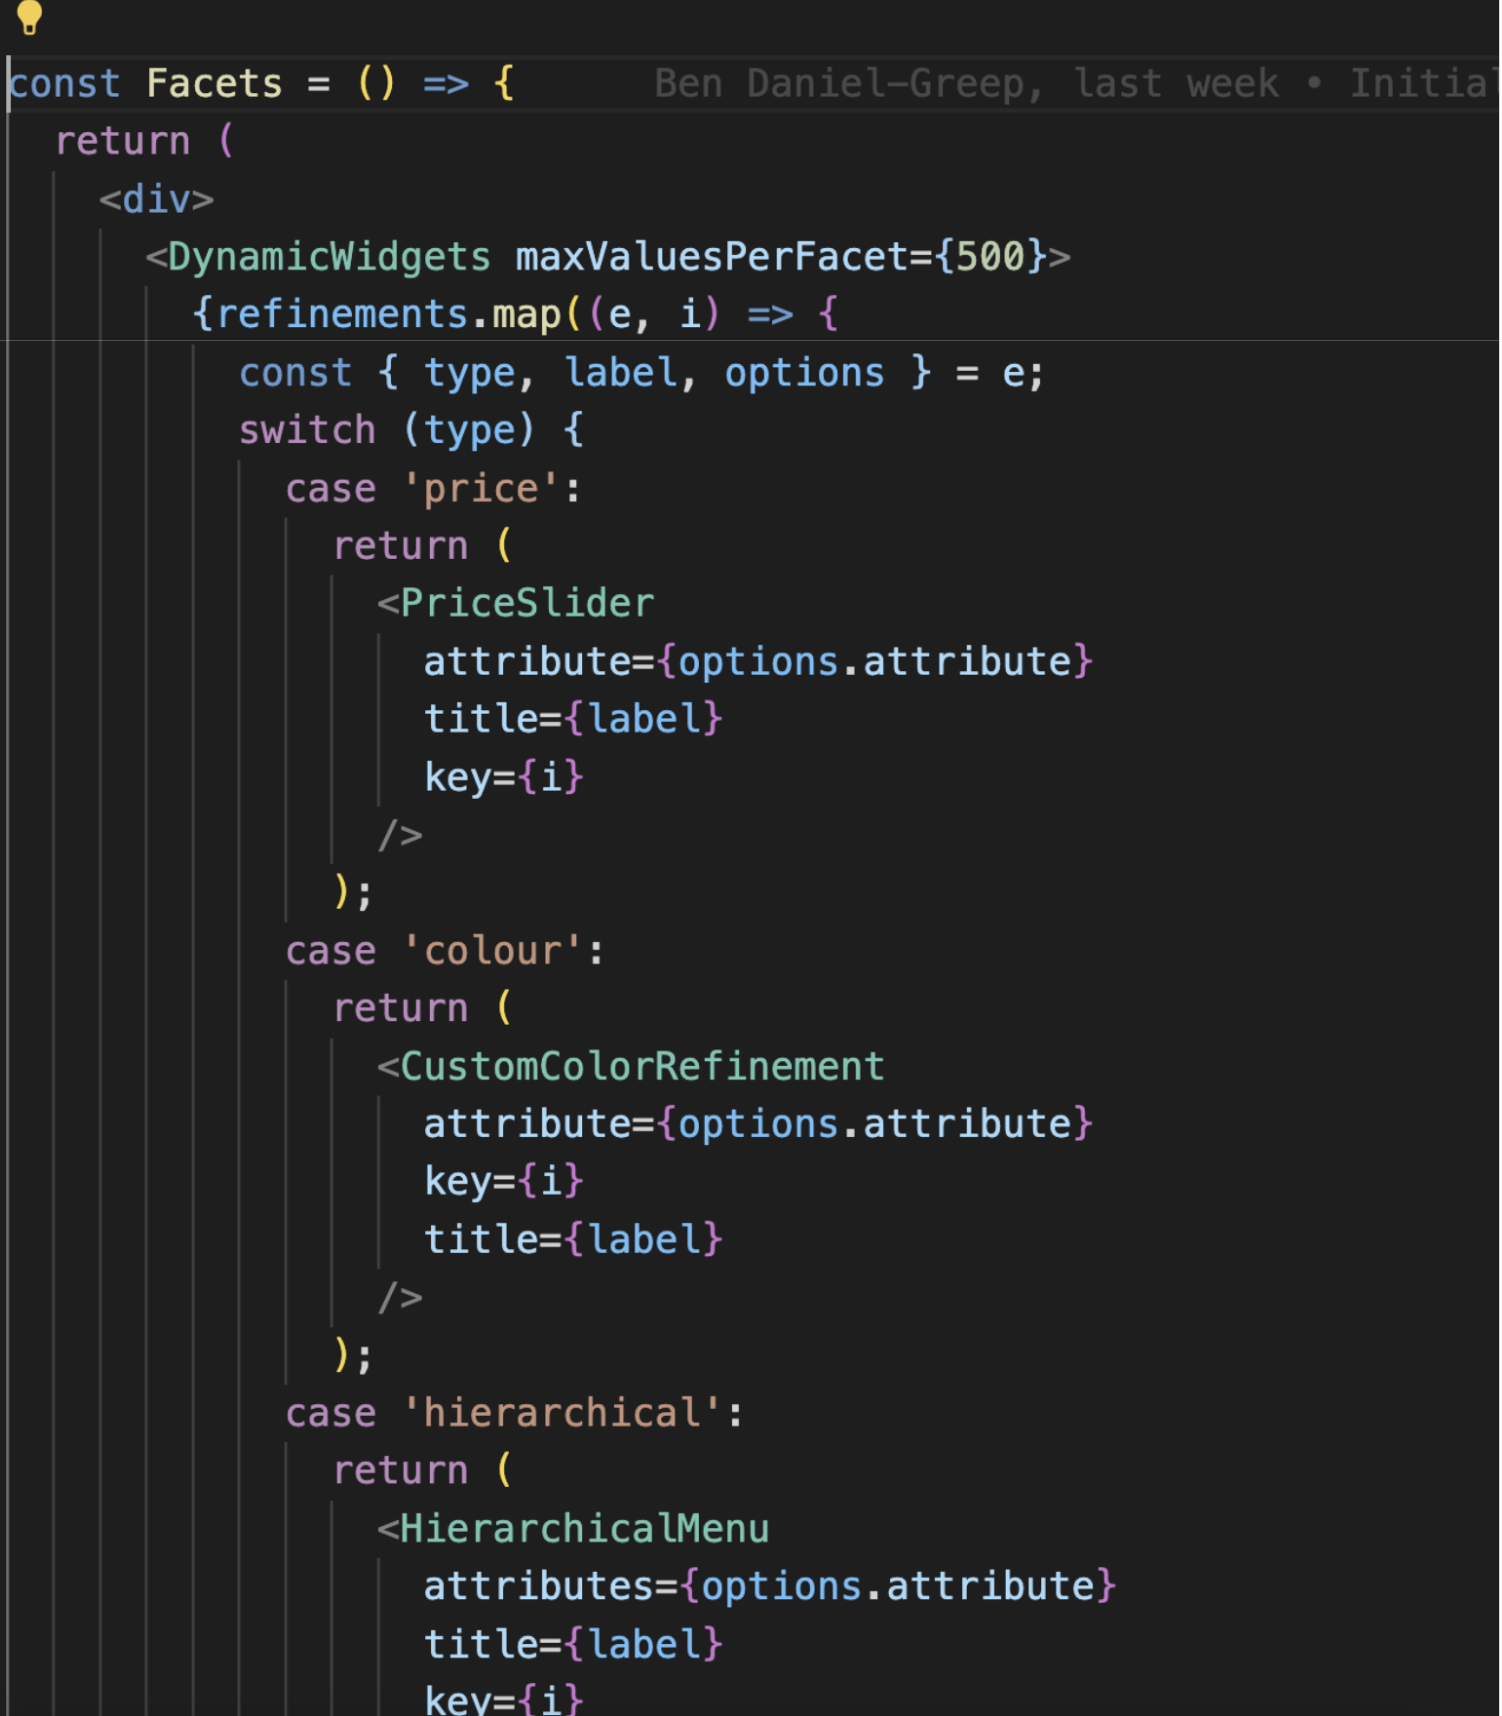 const Facets = () => {     Ben Daniel-Greep, last week • Initial
  return (
    <div>
      <DynamicWidgets maxValuesPerFacet={500}>
        {refinements.map((e, i) => {
          const { type, label, options } = e;
          switch (type) {
            case 'price':
              return (
                <PriceSlider
                  attribute={options.attribute}
                  title={label}
                  key={i}
                />
              );
            case 'colour':
              return (
                <CustomColorRefinement
                  attribute={options.attribute}
                  key={i}
                  title={label}
                />
              );
            case 'hierarchical':
              return (
                <HierarchicalMenu
                  attributes={options.attribute}
                  title={label}
                  key={i}